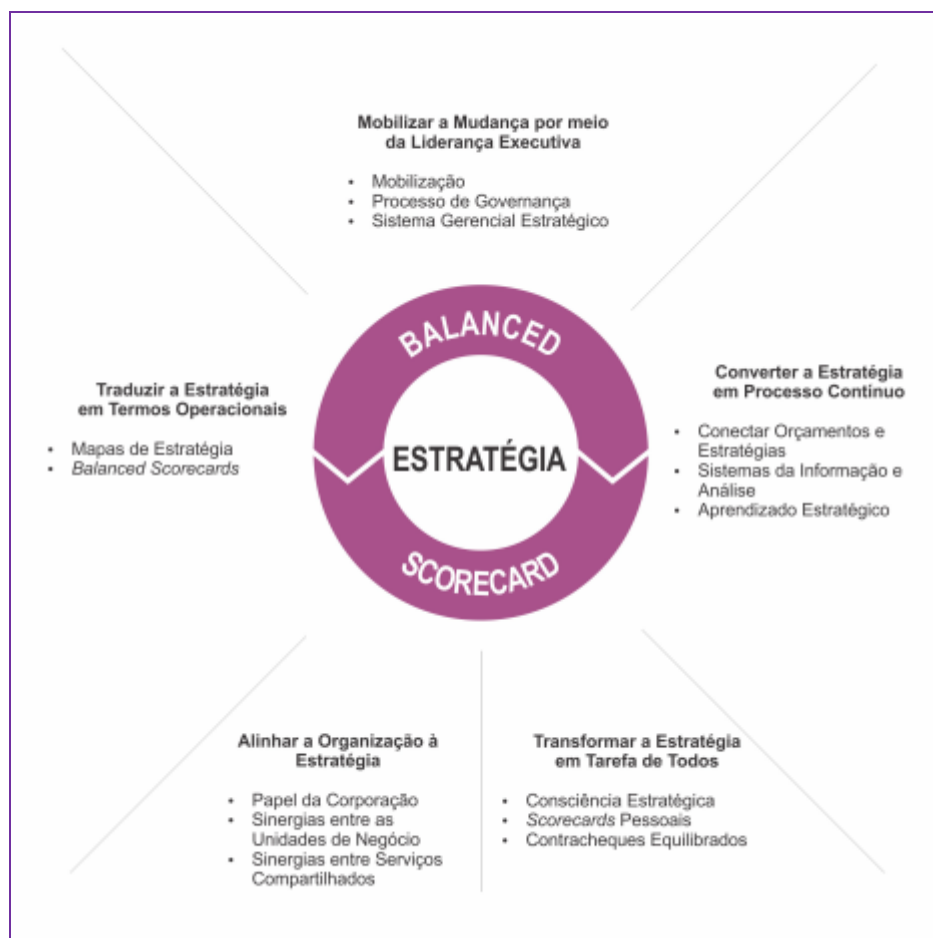 Mobilizar a Mudança por meio
da Liderança Executiva
• Mobilização
• Processo de Governança
• Sistema Gerencial Estratégico
BALANCED
ESTRATÉGIA
SCORECARD
Traduzir a Estratégia
em Termos Operacionais
• Mapas de Estratégia
• Balanced Scorecards
Converter a Estratégia
em Processo Contínuo
• Conectar Orçamentos e
Estratégias
• Sistemas da Informação e
Análise
• Aprendizado Estratégico
Alinhar a Organização à
Estratégia
• Papel da Corporação
• Sinergias entre as
Unidades de Negócio
• Sinergias entre Serviços
Compartilhados
Transformar a Estratégia
em Tarefa de Todos
• Consciência Estratégica
• Scorecards Pessoais
• Contracheques Equilibrados